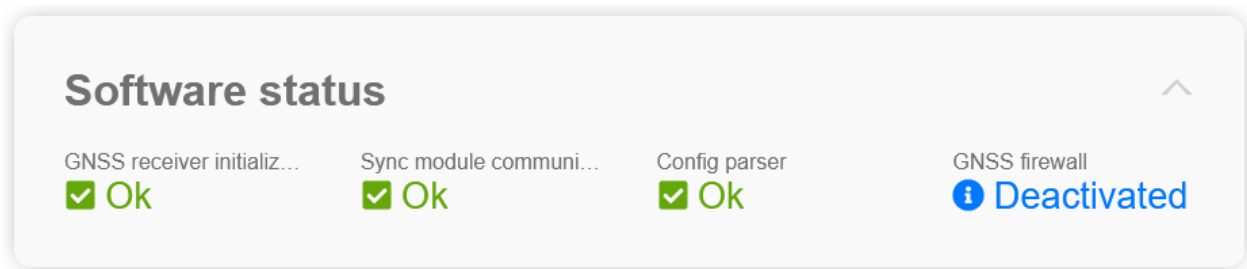 Software status
GNSS receiver initializ...
Sync module communi...
Config parser
GNSS firewall
Ok
Ok
Ok
Deactivated